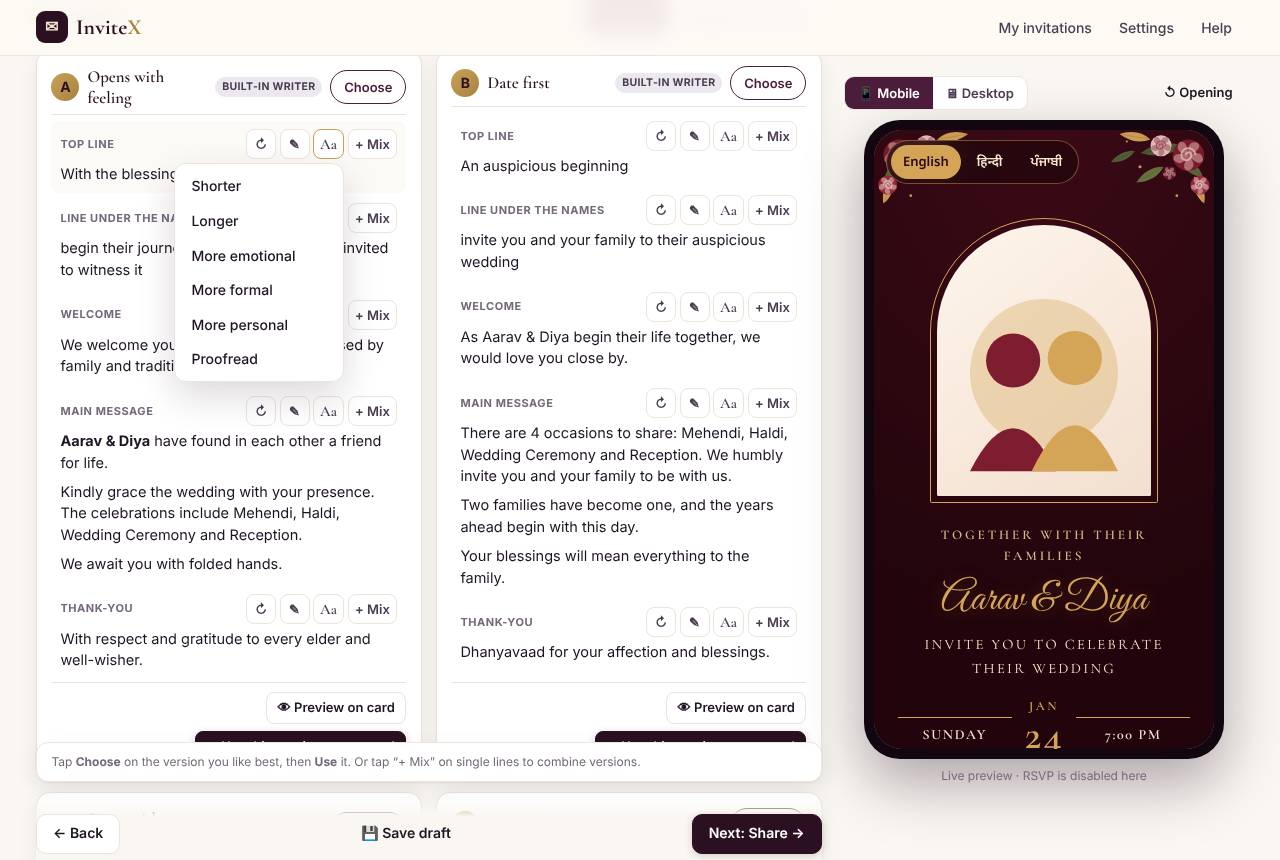 InviteX
My invitations
Settings
Help
A
Opens with
feeling
BUILT-IN WRITER
Choose
TOP LINE
Aa
+ Mix
With the blessing
Shorter
Longer
More emotional
More formal
More personal
Proofread
LINE UNDER THE NA
+ Mix
begin their journ
invited
to witness it
WELCOME
+ Mix
We welcome you
sed by
family and traditi
MAIN MESSAGE
Aa
+ Mix
Aarav & Diya have found in each other a friend
for life.
Kindly grace the wedding with your presence.
The celebrations include Mehendi, Haldi,
Wedding Ceremony and Reception.
We await you with folded hands.
THANK-YOU
Aa
+ Mix
With respect and gratitude to every elder and
well-wisher.
Preview on card
B
Date first
BUILT-IN WRITER
Choose
TOP LINE
Aa
+ Mix
An auspicious beginning
LINE UNDER THE NAMES
Aa
+ Mix
invite you and your family to their auspicious
wedding
WELCOME
Aa
+ Mix
As Aarav & Diya begin their life together, we
would love you close by.
MAIN MESSAGE
Aa
+ Mix
There are 4 occasions to share: Mehendi, Haldi,
Wedding Ceremony and Reception. We humbly
invite you and your family to be with us.
Two families have become one, and the years
ahead begin with this day.
Your blessings will mean everything to the
family.
THANK-YOU
Aa
+ Mix
Dhanyavaad for your affection and blessings.
Preview on card
Tap Choose on the version you like best, then Use it. Or tap “+ Mix” on single lines to combine versions.
← Back
Save draft
Next: Share →
Mobile
Desktop
Opening
English
हिन्दी
ਪੰਜਾਬੀ
TOGETHER WITH THEIR
FAMILIES
Aarav & Diya
INVITE YOU TO CELEBRATE
THEIR WEDDING
JAN
SUNDAY
24
7:00 PM
Live preview · RSVP is disabled here